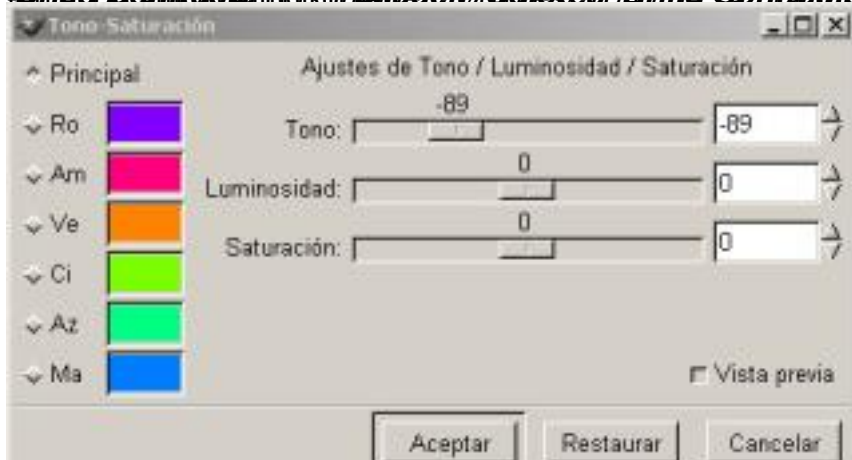 Tono-Saturación
Principal
Ajustes de Tono / Luminosidad / Saturación
Ro
-89
Tono:
-89
Am
0
Luminosidad:
0
Ve
0
Saturación:
0
Ci
Az
Ma
Vista previa
Aceptar
Restaurar
Cancelar